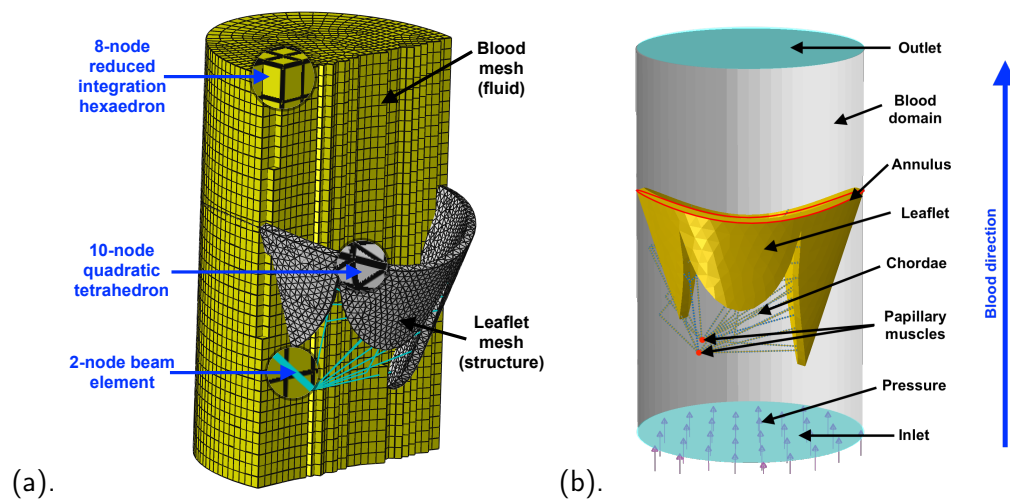 8-node
reduced
integration
hexaedron
Blood
mesh
(fluid)
10-node
quadratic
tetrahedron
Leaflet
mesh
(structure)
2-node beam
element
(a).
Outlet
Blood
domain
Annulus
Leaflet
Chordae
Papillary
muscles
Pressure
Inlet
Blood direction
(b).